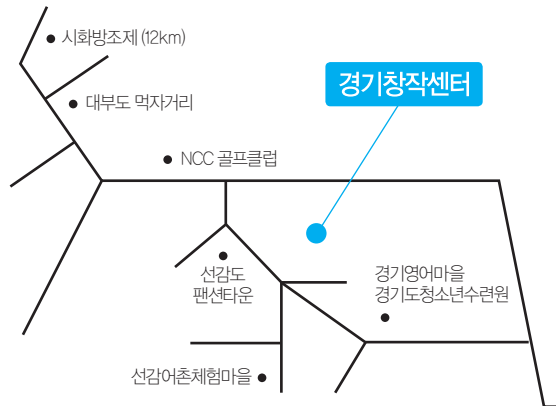 시화방조제 (12km)
경기창작센터
대부도 먹자거리
NCC 골프클럽
선감도
팬션타운
경기영어마을
경기도청소년수련원
선감어촌체험마을